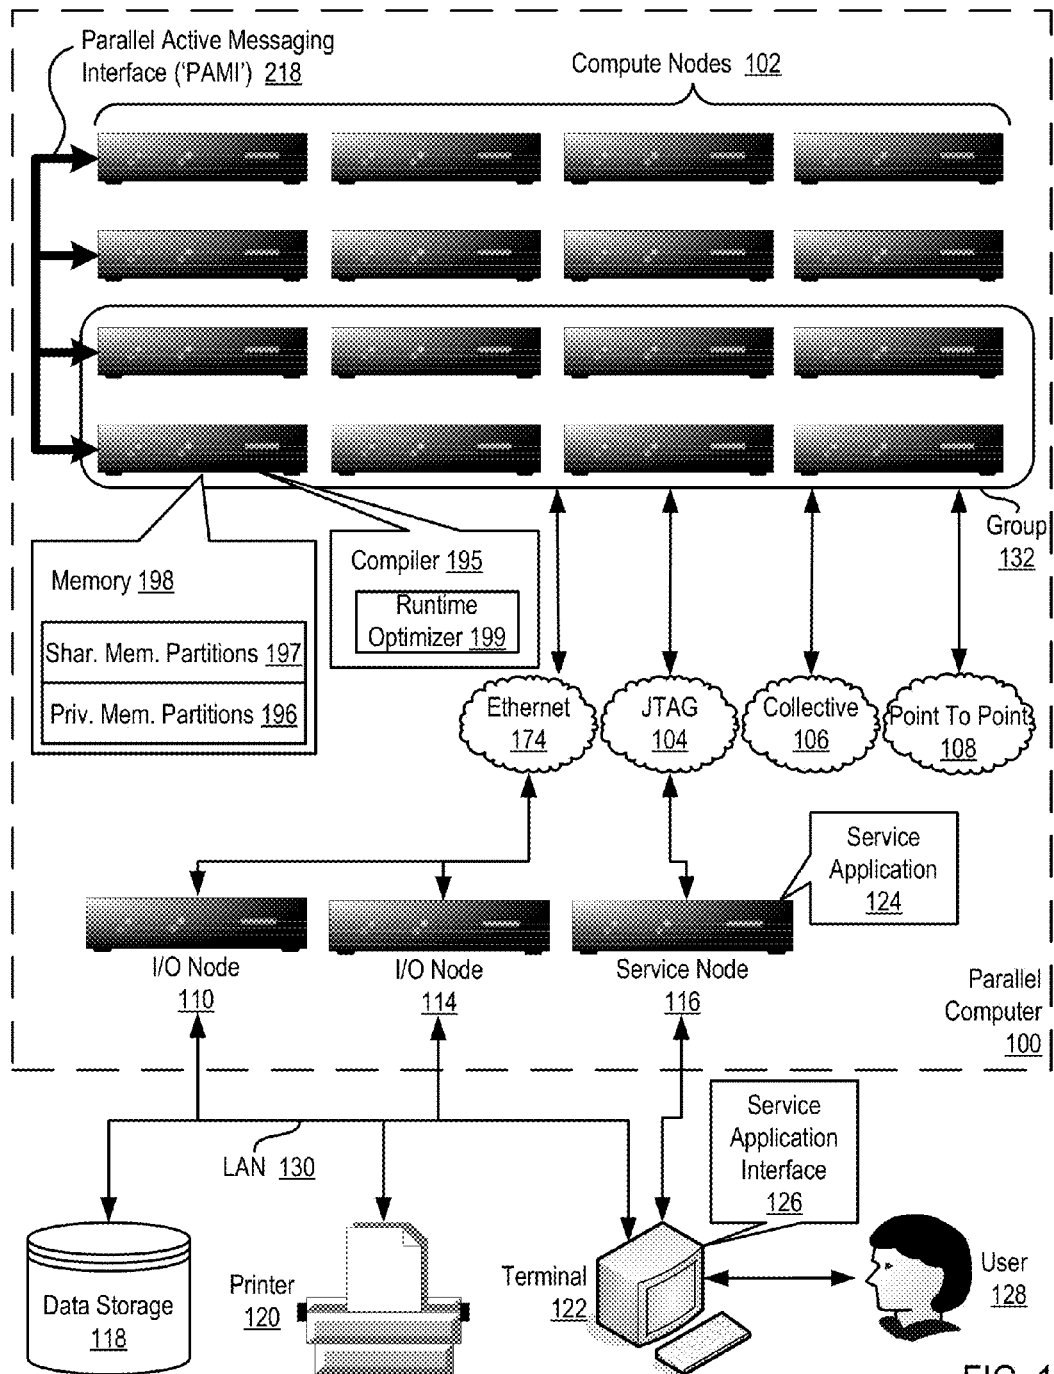 Parallel Active Messaging
Interface (‘PAMI’) 218
Compute Nodes 102
Group
132
Memory 198
Shar. Mem. Partitions 197
Priv. Mem. Partitions 196
Compiler 195
Runtime
Optimizer 199
Ethernet
174
JTAG
104
Collective
106
Point To Point
108
Service
Application
124
I/O Node
110
I/O Node
114
Service Node
116
Parallel
Computer
100
LAN 130
Service
Application
Interface
126
Data Storage
118
Printer
120
Terminal
122
User
128
FIG. 1